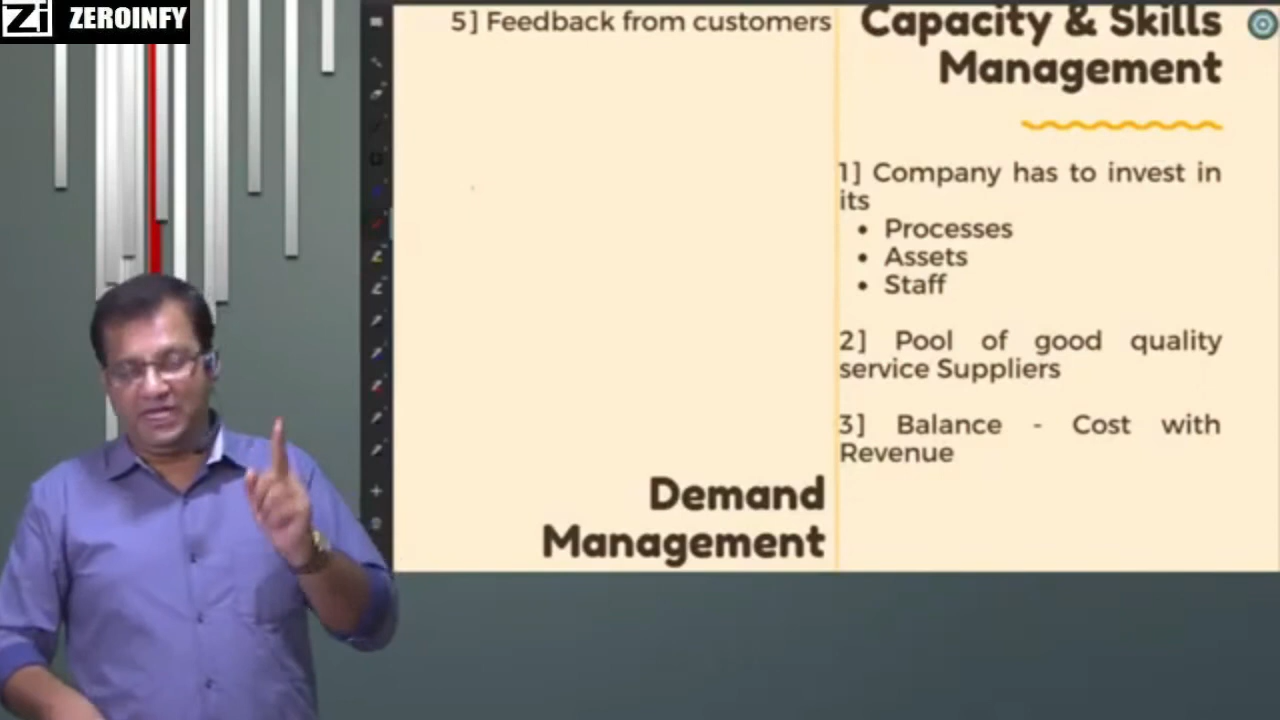 Zi ZEROINFY
5] Feedback from customers
Demand
Management
Capacity & Skills
Management
1] Company has to invest in
its
• Processes
• Assets
• Staff
2] Pool of good quality
service Suppliers
3] Balance - Cost with
Revenue